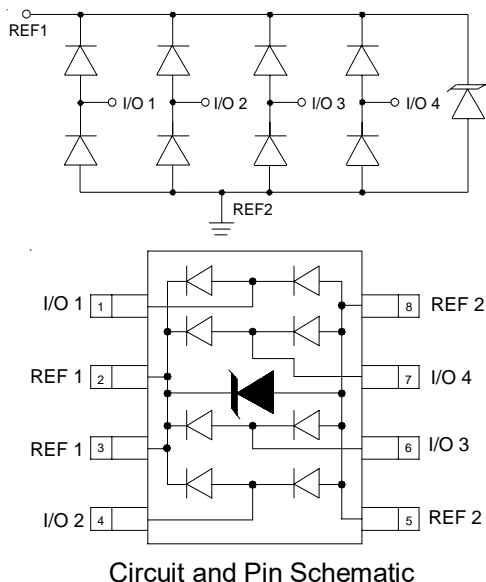 REF1
I/O 1 I/O 2 I/O 3 I/O 4
REF2
I/O 1 1 8 REF 2
REF 1 2 7 I/O 4
REF 1 3 6 I/O 3
I/O 2 4 5 REF 2
Circuit and Pin Schematic